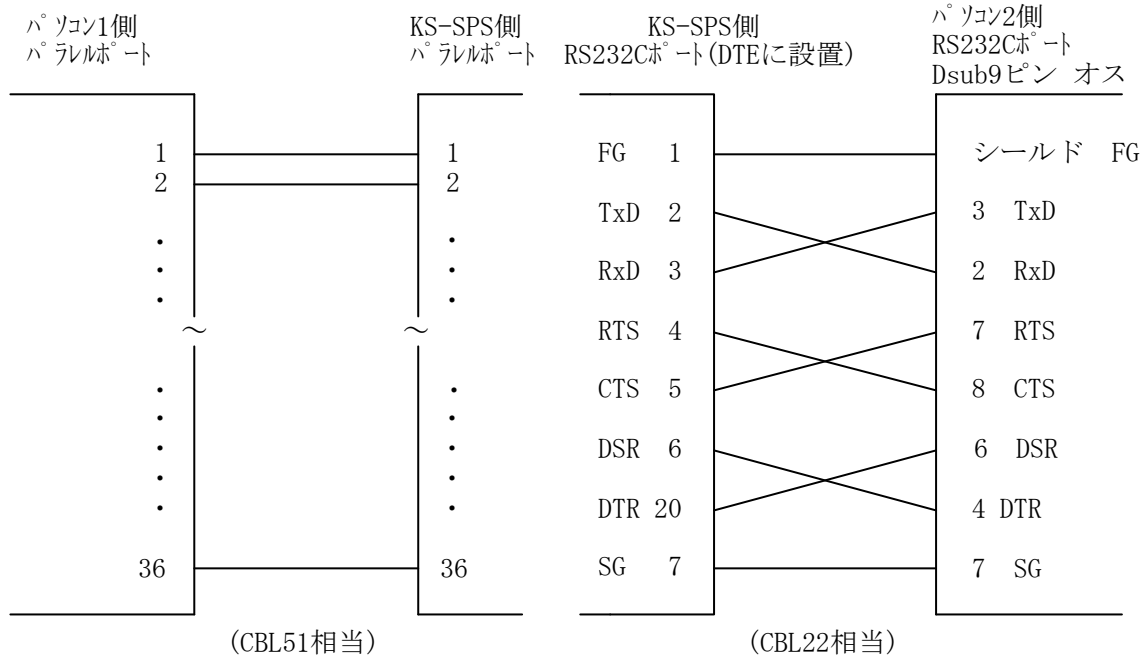 パソコン1側
パラレルポート
KS-SPS側
パラレルポート
1 1
2 2
36 36
(CBL51相当)
KS-SPS側
RS232Cポート(DTEに設置)
パソコン2側
RS232Cポート
Dsub9ピン オス
FG 1 シールド FG
TxD 2 3 TxD
RxD 3 2 RxD
RTS 4 7 RTS
CTS 5 8 CTS
DSR 6 6 DSR
DTR 20 4 DTR
SG 7 7 SG
(CBL22相当)